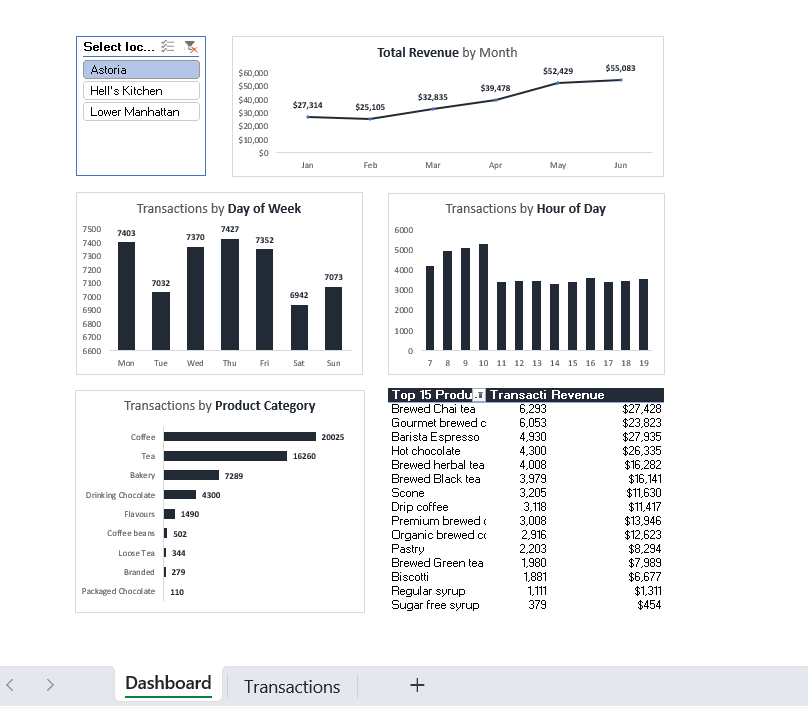 Select loc...
Astoria
Hell's Kitchen
Lower Manhattan
Total Revenue by Month
$60,000
$50,000
$40,000
$30,000
$20,000
$10,000
$0
$27,314
$25,105
$32,835
$39,478
$52,429
$55,083
Jan Feb Mar Apr May Jun
Transactions by Day of Week
7500
7400
7300
7200
7100
7000
6900
6800
6700
6600
7403
7032
7370
7427
7352
6942
7073
Mon Tue Wed Thu Fri Sat Sun
Transactions by Hour of Day
6000
5000
4000
3000
2000
1000
0
7 8 9 10 11 12 13 14 15 16 17 18 19
Transactions by Product Category
Coffee 20025
Tea 16260
Bakery 7289
Drinking Chocolate 4300
Flavours 1490
Coffee beans 502
Loose Tea 344
Branded 279
Packaged Chocolate 110
Top 15 Produ Transacti Revenue
Brewed Chai tea 6,293 $27,428
Gourmet brewed c 6,053 $23,823
Barista Espresso 4,930 $27,935
Hot chocolate 4,300 $26,335
Brewed herbal tea 4,008 $16,282
Brewed Black tea 3,979 $16,141
Scone 3,205 $11,630
Drip coffee 3,118 $11,417
Premium brewed c 3,008 $13,946
Organic brewed co 2,916 $12,623
Pastry 2,203 $8,294
Brewed Green tea 1,980 $7,989
Biscotti 1,881 $6,677
Regular syrup 1,111 $1,311
Sugar free syrup 379 $454
Dashboard Transactions +